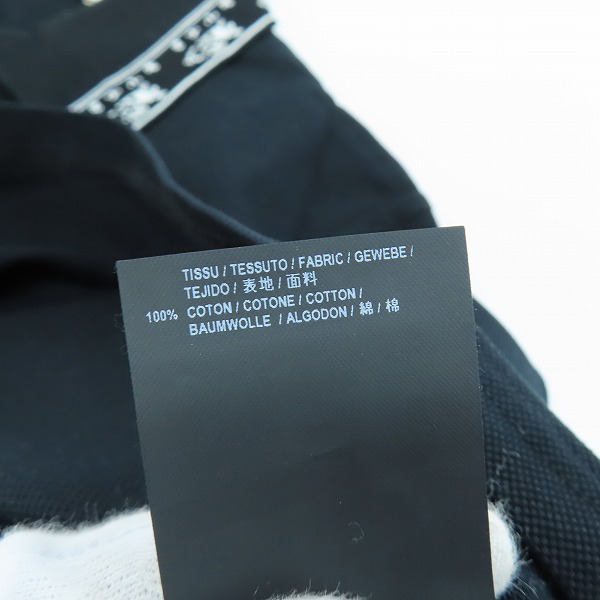 TISSU / TESSUTO / FABRIC / GEWEBE /
TEJIDO / 表地 / 面料
100% COTON / COTONE / COTTON /
BAUMWOLLE / ALGODON / 綿 / 棉